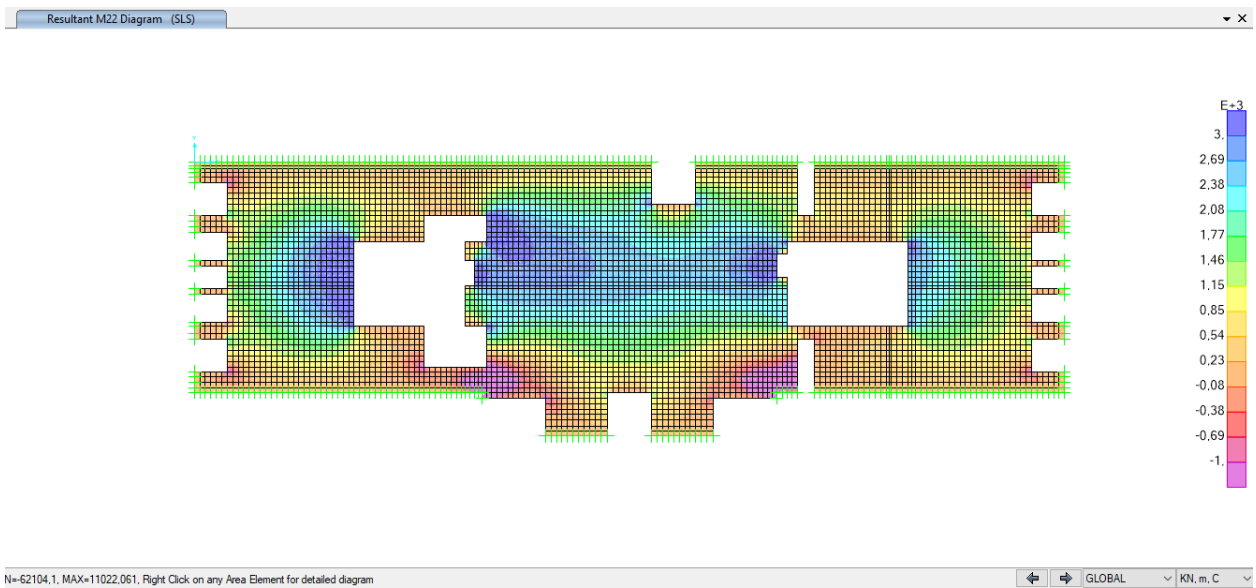 Resultant M22 Diagram (SLS)
E+3
3,
2.69
2.38
2.08
1.77
1.46
1.15
0.85
0.54
0.23
-0.08
-0.38
-0.69
-1,
N=-62104,1, MAX=11022,061, Right Click on any Area Element for detailed diagram
GLOBAL
KN, m, C